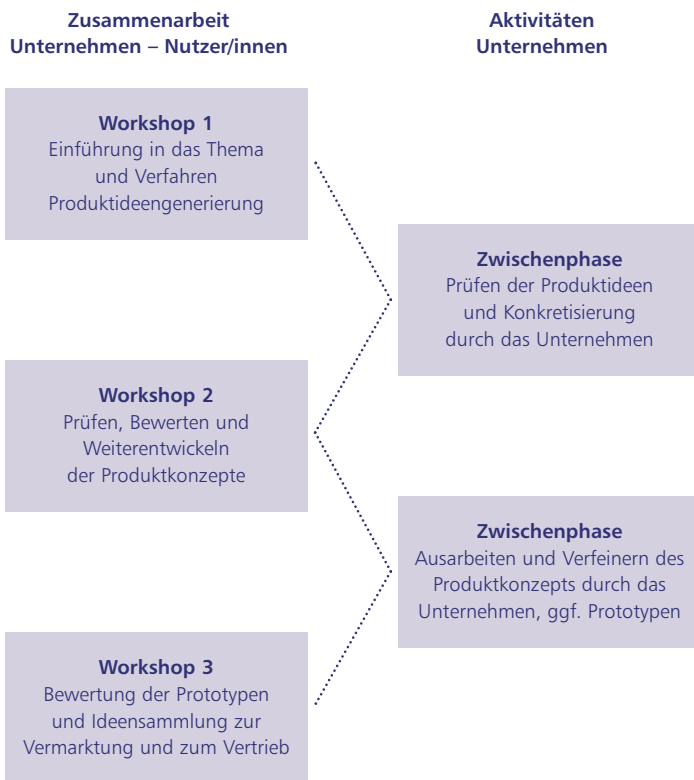 Zusammenarbeit
Unternehmen – Nutzer/innen
Aktivitäten
Unternehmen
Workshop 1
Einführung in das Thema
und Verfahren
Produktideengenerierung
Zwischenphase
Prüfen der Produktideen
und Konkretisierung
durch das Unternehmen
Workshop 2
Prüfen, Bewerten und
Weiterentwickeln
der Produktkonzepte
Zwischenphase
Ausarbeiten und Verfeinern des
Produktkonzepts durch das
Unternehmen, ggf. Prototypen
Workshop 3
Bewertung der Prototypen
und Ideensammlung zur
Vermarktung und zum Vertrieb